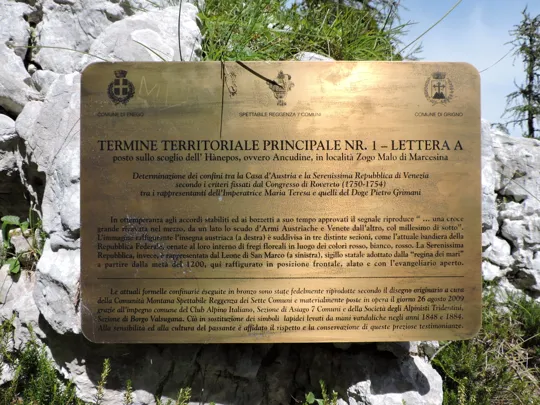 COMUNE DI ENEGO
SPETTABILE REGGENZA 7 COMUNI
COMUNE DI GRIGNO
TERMINE TERRITORIALE PRINCIPALE NR. 1 – LETTERA A
posto sullo scoglio dell' Hànepos, ovvero Ancudine, in località Zogo Malo di Marcesina
Determinazione dei confini tra la Casa d'Austria e la Serenissima Repubblica di Venezia
secondo i criteri fissati dal Congresso di Rovereto (1750-1754)
tra i rappresentanti dell'Imperatrice Maria Teresa e quelli del Doge Pietro Grimani
In ottemperanza agli accordi stabiliti ed ai bozzetti a suo tempo approvati il segnale riproduce “ ... una croce
grande rilevata nel mezzo, da un lato lo scudo d'Armi Austriache e Venete dall'altro, col millesimo di sotto”.
L'immagine raffigurante l'insegna austriaca (a destra) è suddivisa in tre distinte sezioni, come l'attuale bandiera della
Repubblica Federale, ornate al loro interno di fregi floreali in luogo dei colori rosso, bianco, rosso. La Serenissima
Repubblica, invece, è rappresentata dal Leone di San Marco (a sinistra), sigillo statale adottato dalla “regina dei mari”
a partire dalla metà del 1200, qui raffigurato in posizione frontale, alato e con l'evangeliario aperto.
Le attuali formelle confinarie eseguite in bronzo sono state fedelmente riprodotte secondo il disegno originario a cura
della Comunità Montana Spettabile Reggenza dei Sette Comuni e materialmente poste in opera il giorno 26 agosto 2009
grazie all'impegno comune del Club Alpino Italiano, Sezione di Asiago 7 Comuni e della Società degli Alpinisti Tridentini,
Sezione di Borgo Valsugana. Ciò in sostituzione dei simboli lapidei levati da mani vandaliche negli anni 1848 e 1884.
Alla sensibilità ed alla cultura del passante è affidato il rispetto e la conservazione di queste preziose testimonianze.